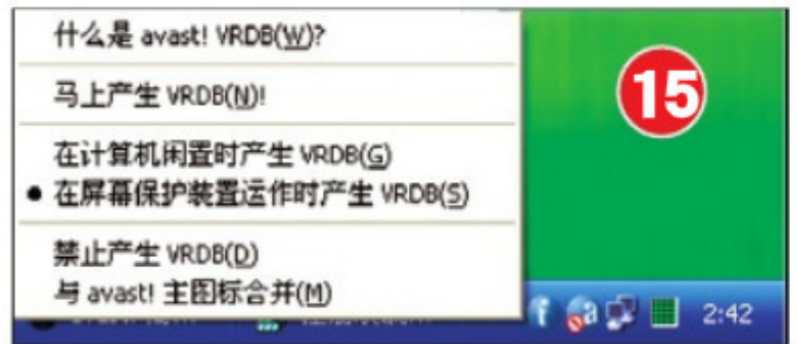 什么是 avast! VRDB(W)?
马上产生 VRDB(N)!
在计算机闲置时产生 VRDB(G)
● 在屏幕保护装置运作时产生 VRDB(S)
禁止产生 VRDB(D)
与 avast! 主图标合并(M)
15
2:42